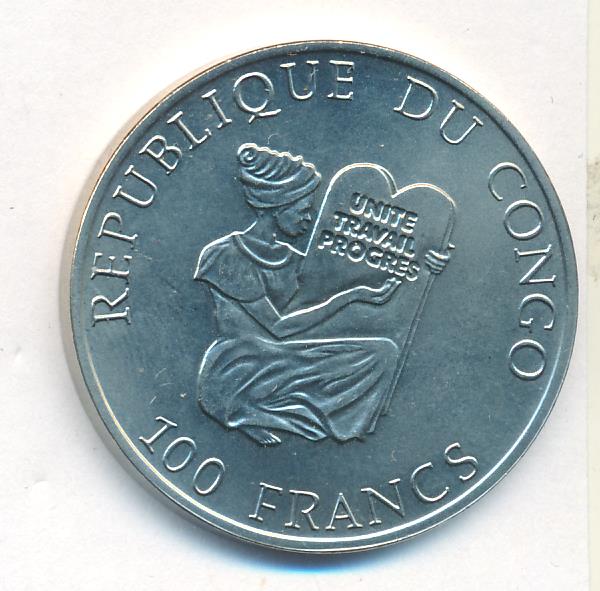 REPUBLIQUE DU CONGO
UNITE
TRAVAIL
PROGRES
100 FRANCS